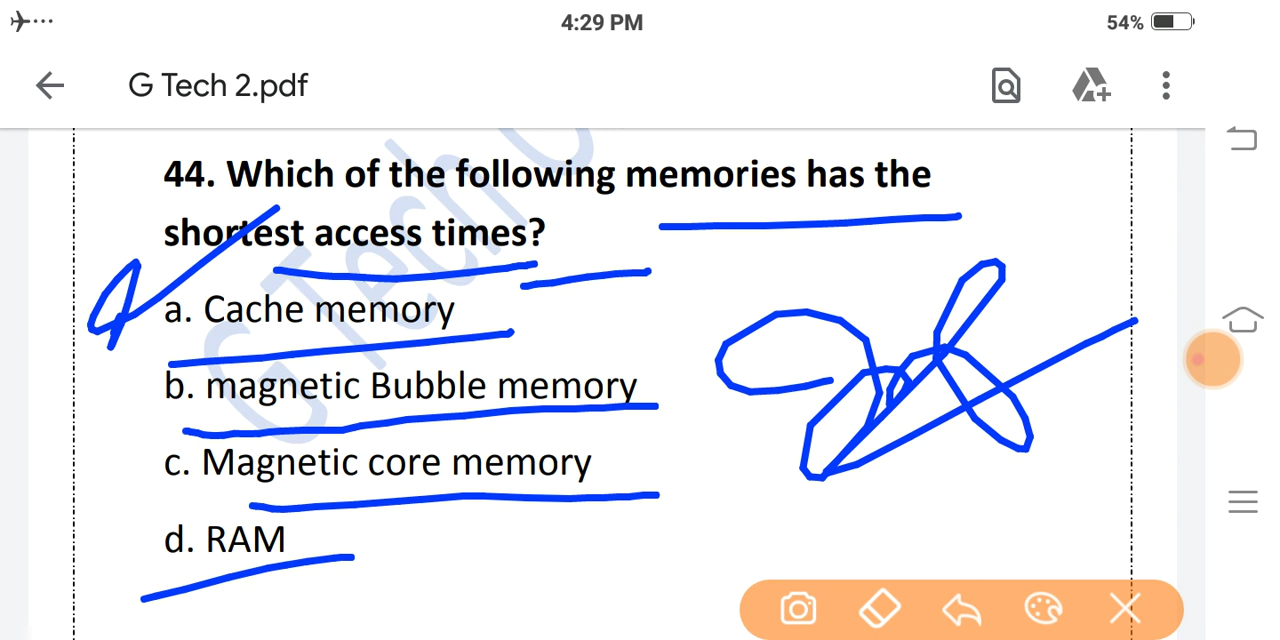 4:29 PM
54%
G Tech 2.pdf
44. Which of the following memories has the
shortest access times?
a. Cache memory
b. magnetic Bubble memory
c. Magnetic core memory
d. RAM
G Tech